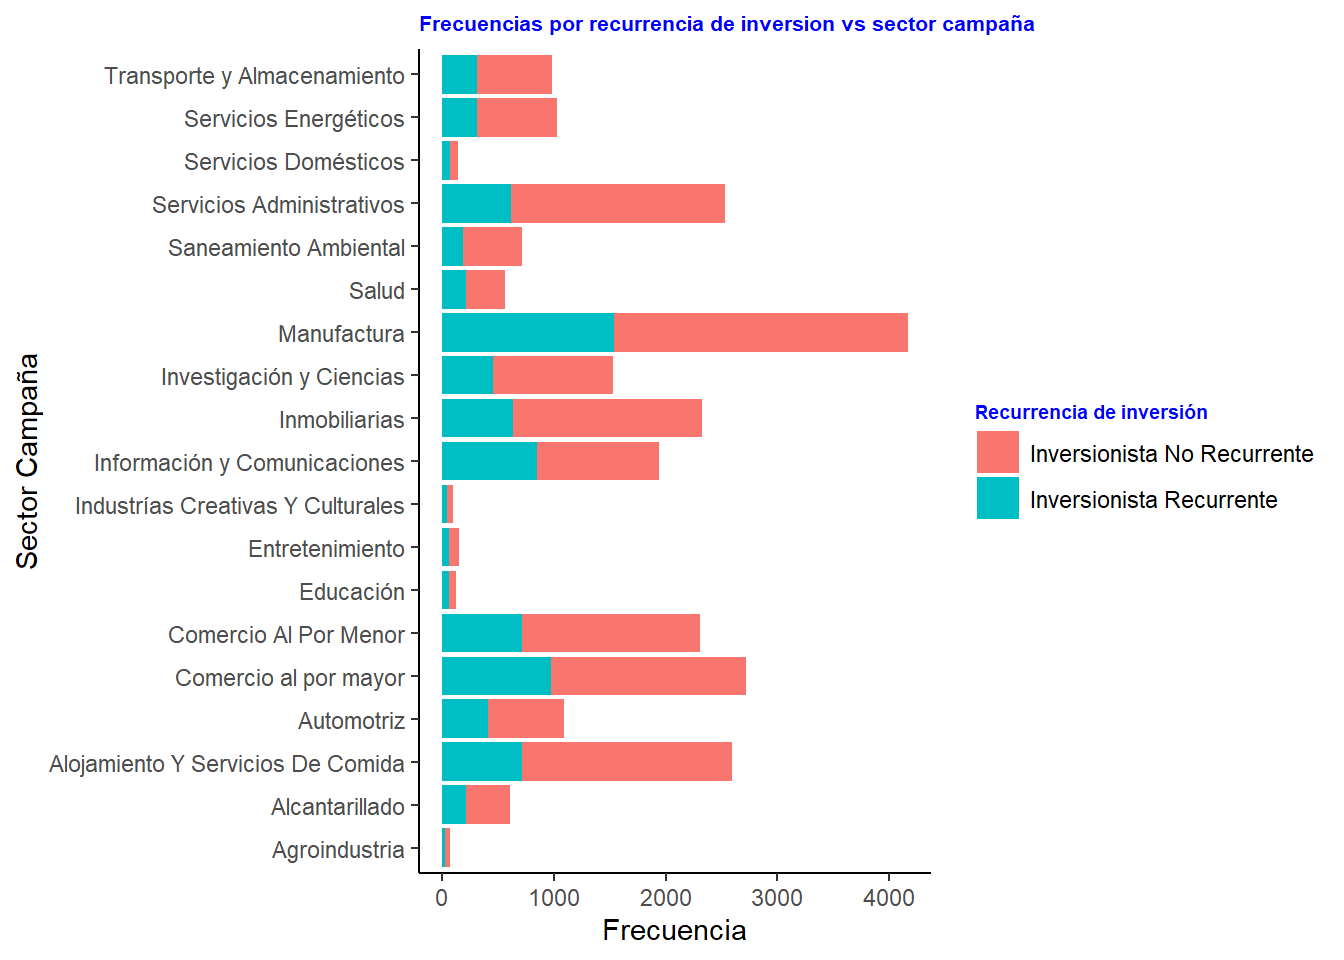 Frecuencias por recurrencia de inversion vs sector campaña
Transporte y Almacenamiento
Servicios Energéticos
Servicios Domésticos
Servicios Administrativos
Saneamiento Ambiental
Salud
Manufactura
Investigación y Ciencias
Inmobiliarias
Información y Comunicaciones
Industrías Creativas Y Culturales
Entretenimiento
Educación
Comercio Al Por Menor
Comercio al por mayor
Automotriz
Alojamiento Y Servicios De Comida
Alcantarillado
Agroindustria
Sector Campaña
0 1000 2000 3000 4000
Frecuencia
Recurrencia de inversión
Inversionista No Recurrente
Inversionista Recurrente